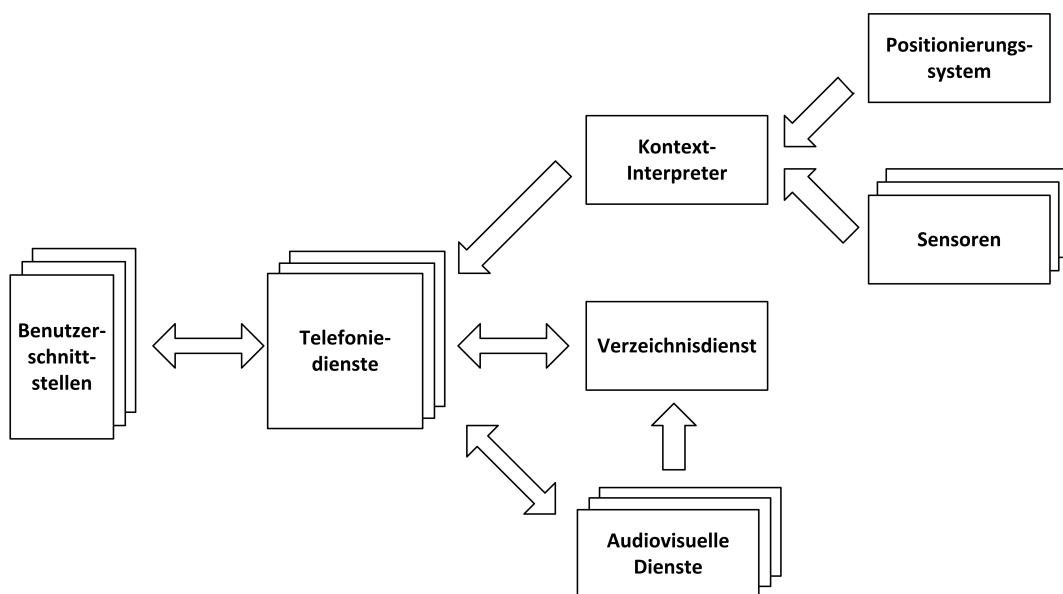 Positionierungs-
system
Kontext-
Interpreter
Sensoren
Benutzer-
schnitt-
stellen
Telefonie-
dienste
Verzeichnisdienst
Audiovisuelle
Dienste